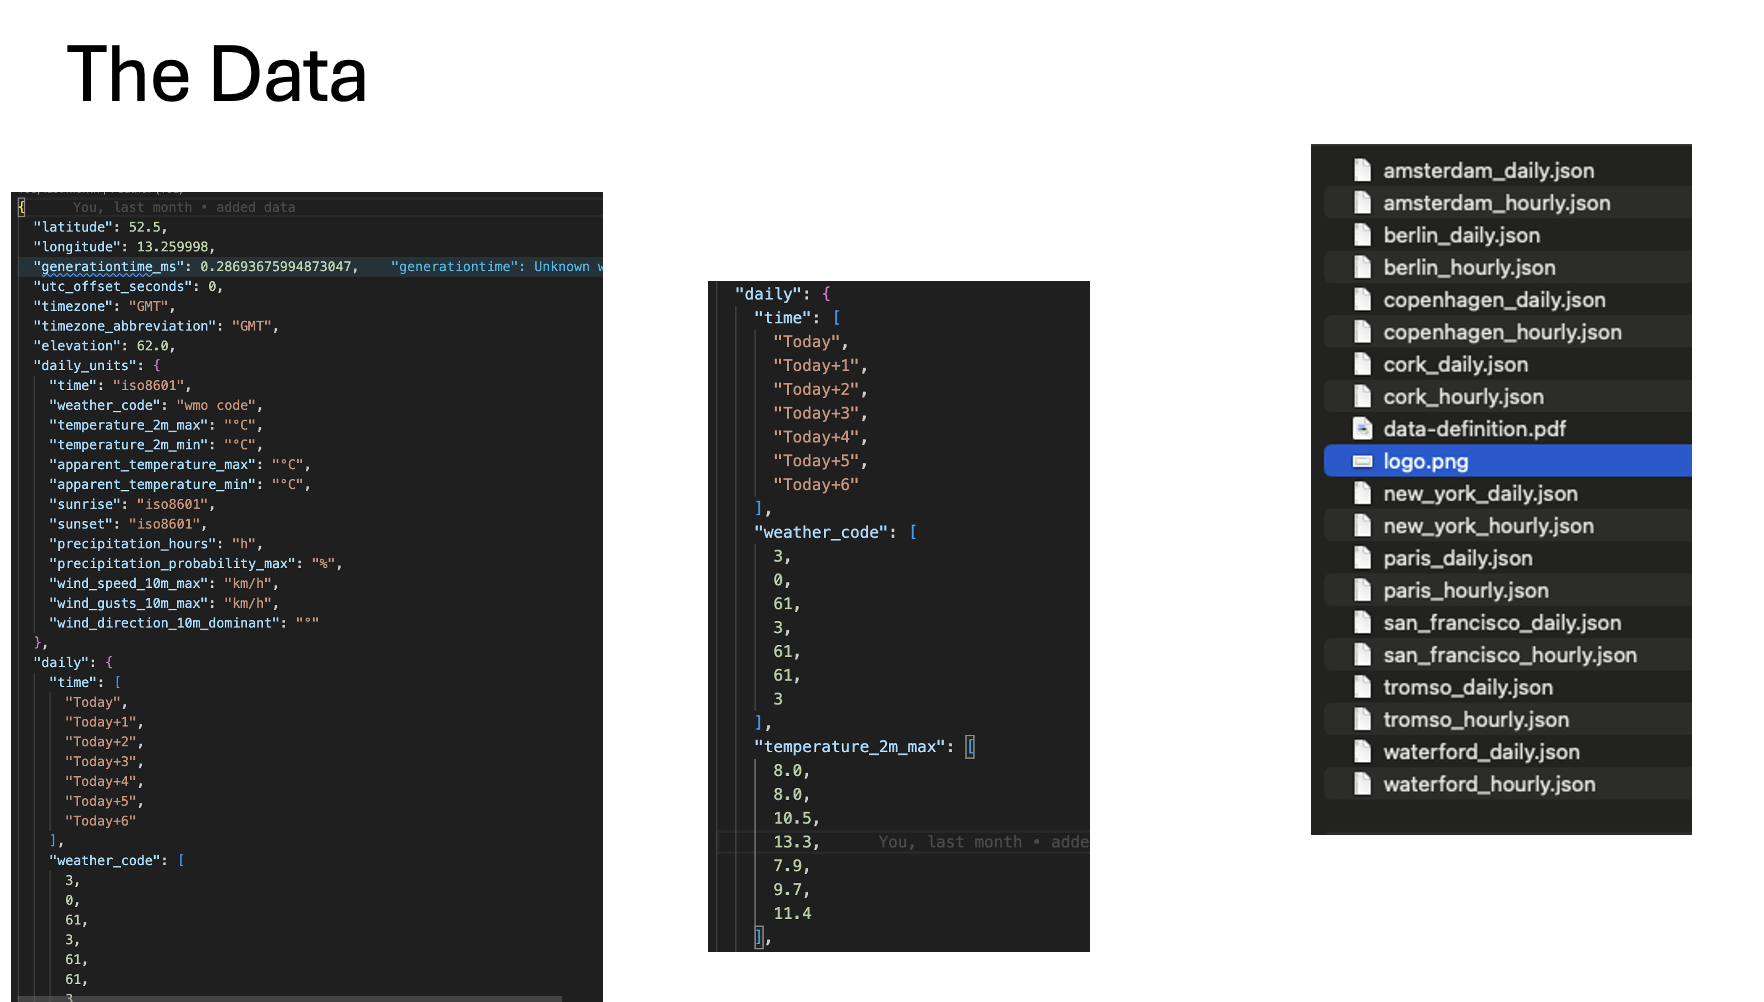 The Data
{ You, last month • added data
"latitude": 52.5,
"longitude": 13.259998,
"generationtime_ms": 0.28693675994873047, "generationtime": Unknown w
"utc_offset_seconds": 0,
"timezone": "GMT",
"timezone_abbreviation": "GMT",
"elevation": 62.0,
"daily_units": {
"time": "iso8601",
"weather_code": "wmo code",
"temperature_2m_max": "°C",
"temperature_2m_min": "°C",
"apparent_temperature_max": "°C",
"apparent_temperature_min": "°C",
"sunrise": "iso8601",
"sunset": "iso8601",
"precipitation_hours": "h",
"precipitation_probability_max": "%",
"wind_speed_10m_max": "km/h",
"wind_gusts_10m_max": "km/h",
"wind_direction_10m_dominant": "°"
},
"daily": {
"time": [
"Today",
"Today+1",
"Today+2",
"Today+3",
"Today+4",
"Today+5",
"Today+6"
],
"weather_code": [
3,
0,
61,
3,
61,
61,
3
"daily": {
"time": [
"Today",
"Today+1",
"Today+2",
"Today+3",
"Today+4",
"Today+5",
"Today+6"
],
"weather_code": [
3,
0,
61,
3,
61,
61,
3
],
"temperature_2m_max": [
8.0,
8.0,
10.5,
13.3, You, last month • adde
7.9,
9.7,
11.4
],
amsterdam_daily.json
amsterdam_hourly.json
berlin_daily.json
berlin_hourly.json
copenhagen_daily.json
copenhagen_hourly.json
cork_daily.json
cork_hourly.json
data-definition.pdf
logo.png
new_york_daily.json
new_york_hourly.json
paris_daily.json
paris_hourly.json
san_francisco_daily.json
san_francisco_hourly.json
tromso_daily.json
tromso_hourly.json
waterford_daily.json
waterford_hourly.json